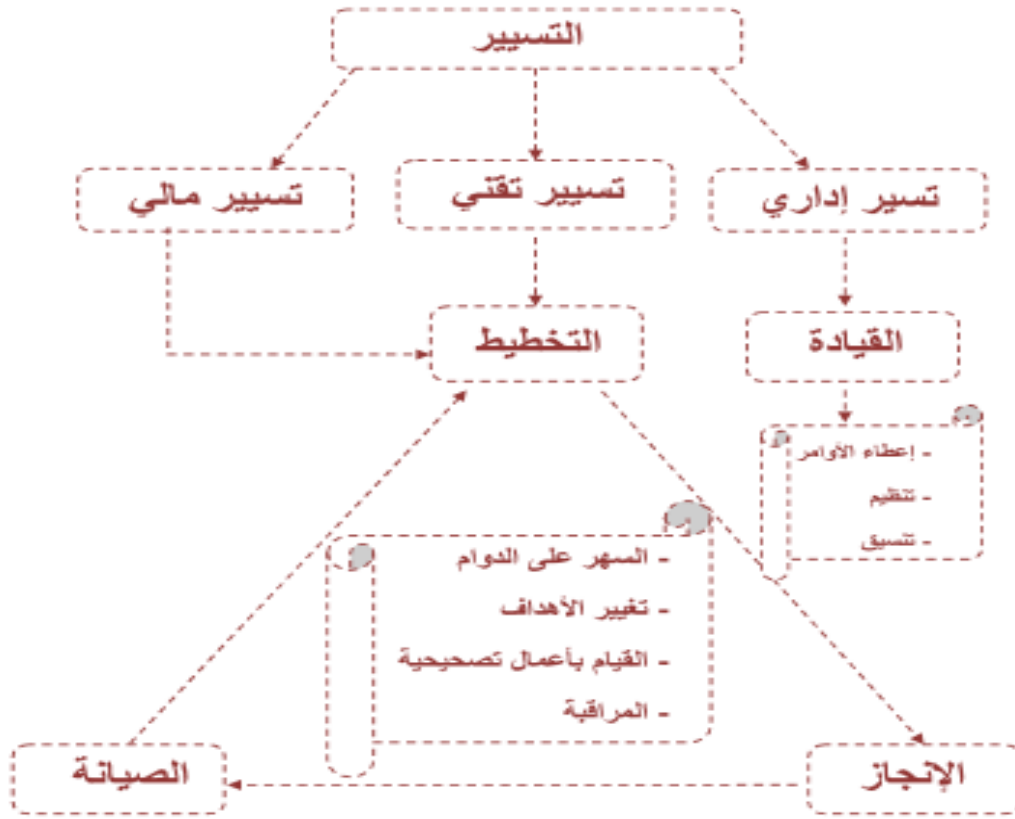 التسيير
تسير إداري
تسيير تقني
تسيير مالي
القيادة
التخطيط
- إعطاء الأوامر
- تنظيم
- تنسيق
- السهر على الدوام
- تغيير الأهداف
- القيام بأعمال تصحيحية
- المراقبة
الإنجاز
الصيانة